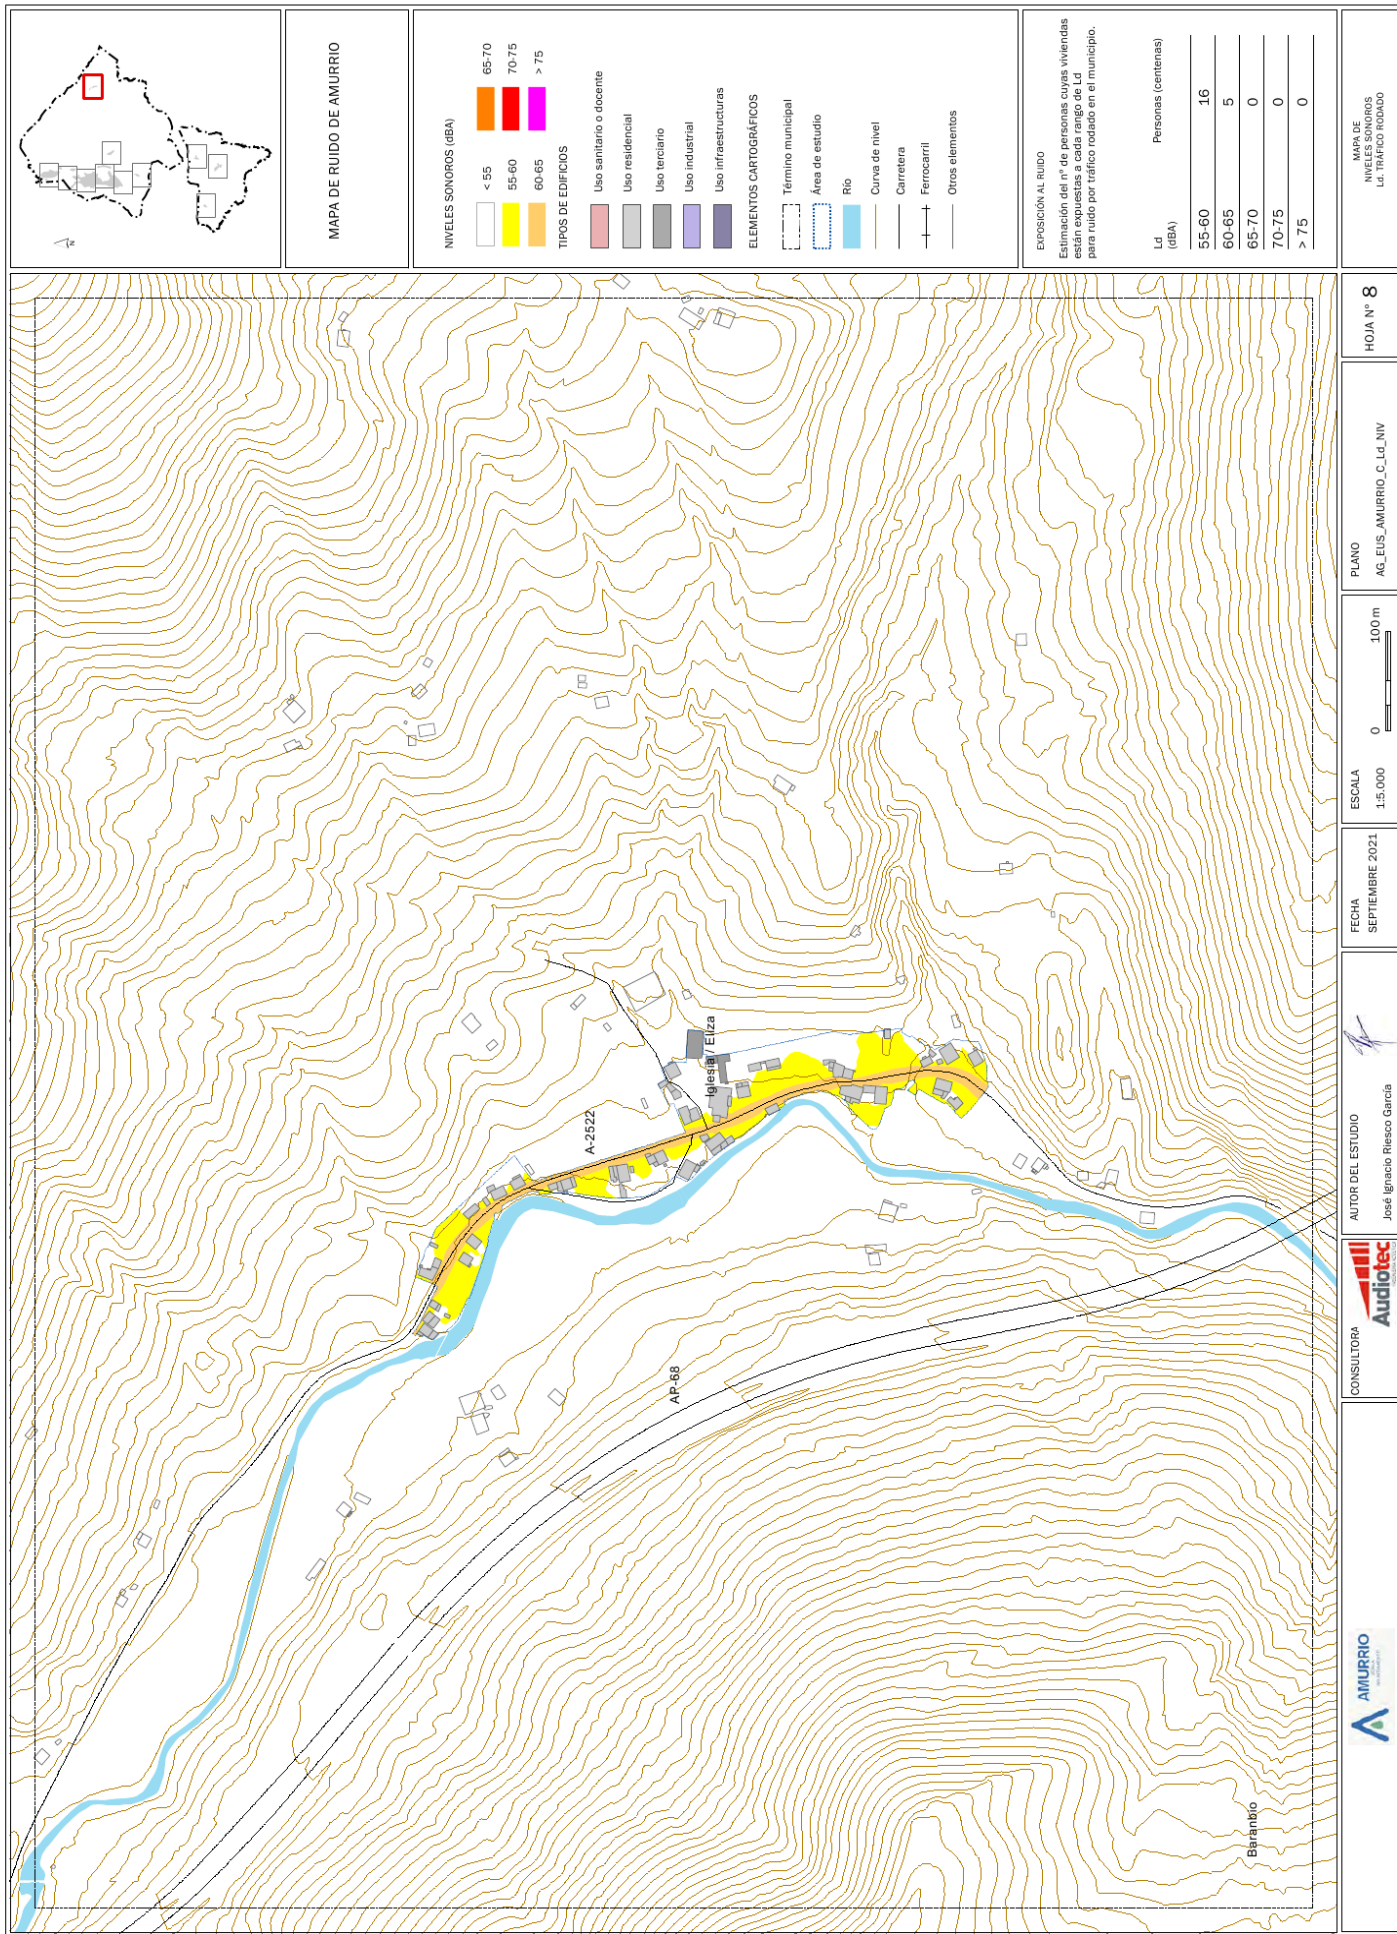 N
MAPA DE RUIDO DE AMURRIO
NIVELES SONOROS (dBA)
< 55
65-70
55-60
70-75
60-65
> 75
TIPOS DE EDIFICIOS
Uso sanitario o docente
Uso residencial
Uso terciario
Uso industrial
Uso infraestructuras
ELEMENTOS CARTOGRÁFICOS
Término municipal
Área de estudio
Río
Curva de nivel
Carretera
Ferrocarril
Otros elementos
EXPOSICIÓN AL RUIDO
Estimación del nº de personas cuyas viviendas
están expuestas a cada rango de Ld
para ruido por tráfico rodado en el municipio.
Ld
(dBA)
Personas (centenas)
55-60 16
60-65 5
65-70 0
70-75 0
> 75 0
MAPA DE
NIVELES SONOROS
Ld. TRÁFICO RODADO
A-2522
Iglesia / Eliza
AP-68
Baranbio
AMURRIO
CONSULTORA
Audiotec
AUTOR DEL ESTUDIO
José Ignacio Riesco García
FECHA
SEPTIEMBRE 2021
ESCALA
1:5.000
0 100 m
PLANO
AG_EUS_AMURRIO_C_Ld_NIV
HOJA Nº 8